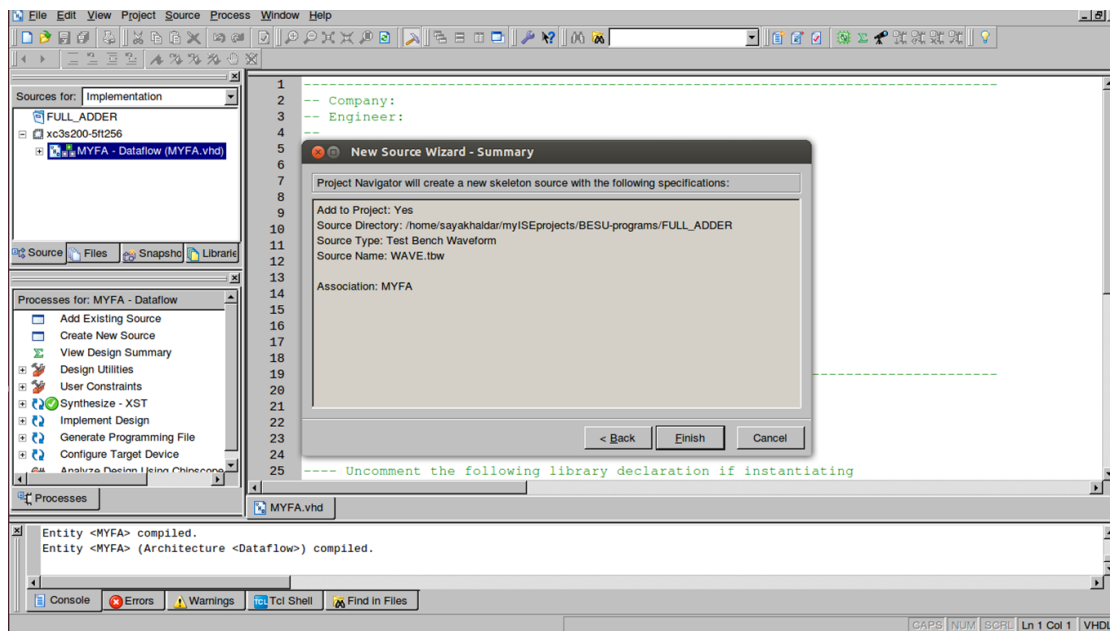 File Edit View Project Source Process Window Help
Sources for: Implementation
FULL_ADDER
xc3s200-5ft256
MYFA - Dataflow (MYFA.vhd)
Source Files Snapshc Librarie
Processes for: MYFA - Dataflow
Add Existing Source
Create New Source
View Design Summary
Design Utilities
User Constraints
Synthesize - XST
Implement Design
Generate Programming File
Configure Target Device
Analyze Design Using Chipscope
Processes
1 ----------------------------------------------------------------------------------
2 -- Company:
3 -- Engineer:
4 --
5
6
7
8
9
10
11
12
13
14
15
16
17
18
19
20
21
22
23
24
25 ---- Uncomment the following library declaration if instantiating
New Source Wizard - Summary
Project Navigator will create a new skeleton source with the following specifications:
Add to Project: Yes
Source Directory: /home/sayakhaldar/myISEprojects/BESU-programs/FULL_ADDER
Source Type: Test Bench Waveform
Source Name: WAVE.tbw
Association: MYFA
< Back Finish Cancel
MYFA.vhd
Entity <MYFA> compiled.
Entity <MYFA> (Architecture <Dataflow>) compiled.
Console Errors Warnings TCL Tcl Shell Find in Files
CAPS NUM SCRL Ln 1 Col 1 VHDL